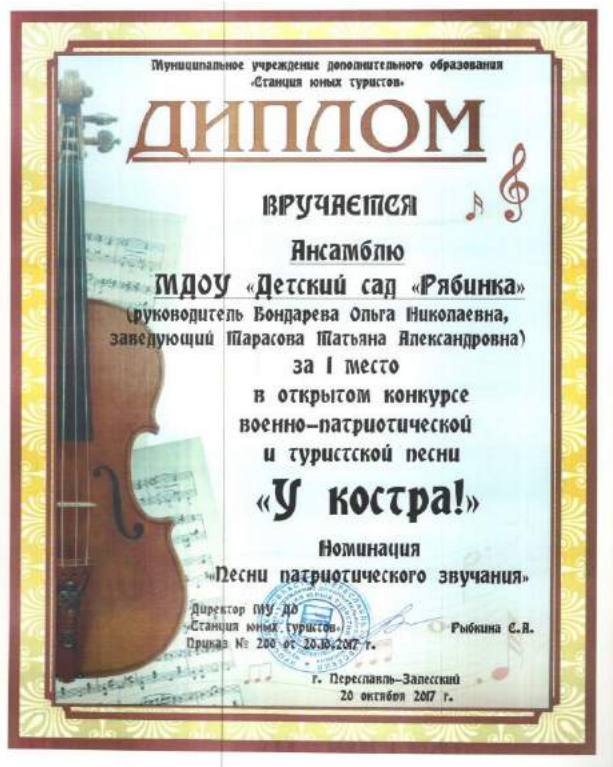 Муниципальное учреждение дополнительного образования
«Станция юных туристов»
ДИПЛОМ
ВРУЧАЕТСЯ
Ансамблю
МДОУ «Детский сад «Рябинка»
(руководитель Бондарева Ольга Николаевна,
заведующий Тарасова Татьяна Александровна)
за 1 место
в открытом конкурсе
военно-патриотической
и туристской песни
«У костра!»
Номинация
«Песни патриотического звучания»
Директор МУ ДО
«Станция юных туристов» Рыбкина С.Я.
Приказ № 200 от 20.10.2017 г.
г. Переславль-Залесский
20 октября 2017 г.